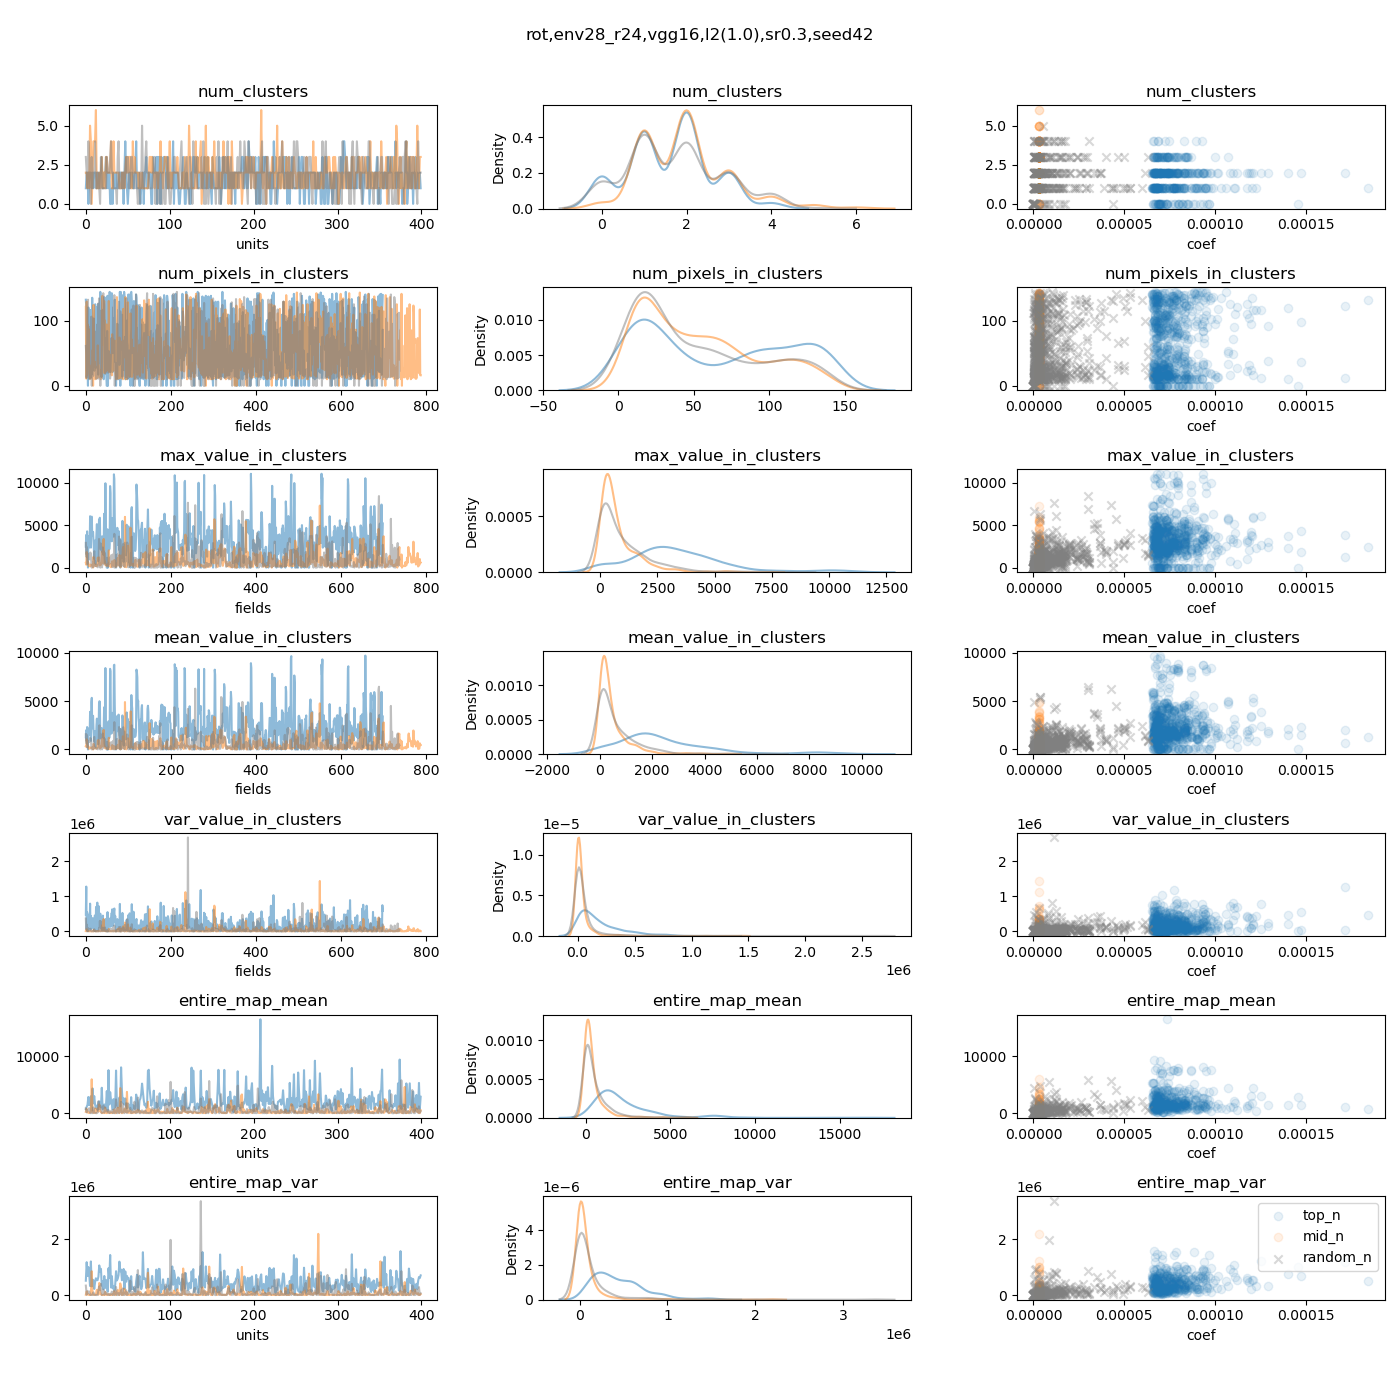 rot,env28_r24,vgg16,l2(1.0),sr0.3,seed42
num_clusters
5.0
2.5
0.0
0 100 200 300 400
units
num_clusters
Density
0.4
0.2
0.0
0 2 4 6
num_clusters
5.0
2.5
0.0
0.00000 0.00005 0.00010 0.00015
coef
num_pixels_in_clusters
100
0
0 200 400 600 800
fields
num_pixels_in_clusters
Density
0.010
0.005
0.000
−50 0 50 100 150
num_pixels_in_clusters
100
0
0.00000 0.00005 0.00010 0.00015
coef
max_value_in_clusters
10000
5000
0
0 200 400 600 800
fields
max_value_in_clusters
Density
0.0005
0.0000
0 2500 5000 7500 10000 12500
max_value_in_clusters
10000
5000
0
0.00000 0.00005 0.00010 0.00015
coef
mean_value_in_clusters
10000
5000
0
0 200 400 600 800
fields
mean_value_in_clusters
Density
0.0010
0.0005
0.0000
−2000 0 2000 4000 6000 8000 10000
mean_value_in_clusters
10000
5000
0
0.00000 0.00005 0.00010 0.00015
coef
var_value_in_clusters
1e6
2
1
0
0 200 400 600 800
fields
var_value_in_clusters
1e−5
Density
1.0
0.5
0.0
0.0 0.5 1.0 1.5 2.0 2.5
1e6
var_value_in_clusters
1e6
2
1
0
0.00000 0.00005 0.00010 0.00015
coef
entire_map_mean
10000
0
0 100 200 300 400
units
entire_map_mean
Density
0.0010
0.0005
0.0000
0 5000 10000 15000
entire_map_mean
10000
0
0.00000 0.00005 0.00010 0.00015
coef
entire_map_var
1e6
2
0
0 100 200 300 400
units
entire_map_var
1e−6
Density
4
2
0
0 1 2 3
1e6
entire_map_var
1e6
2
0
0.00000 0.00005 0.00010 0.00015
coef
top_n
mid_n
random_n